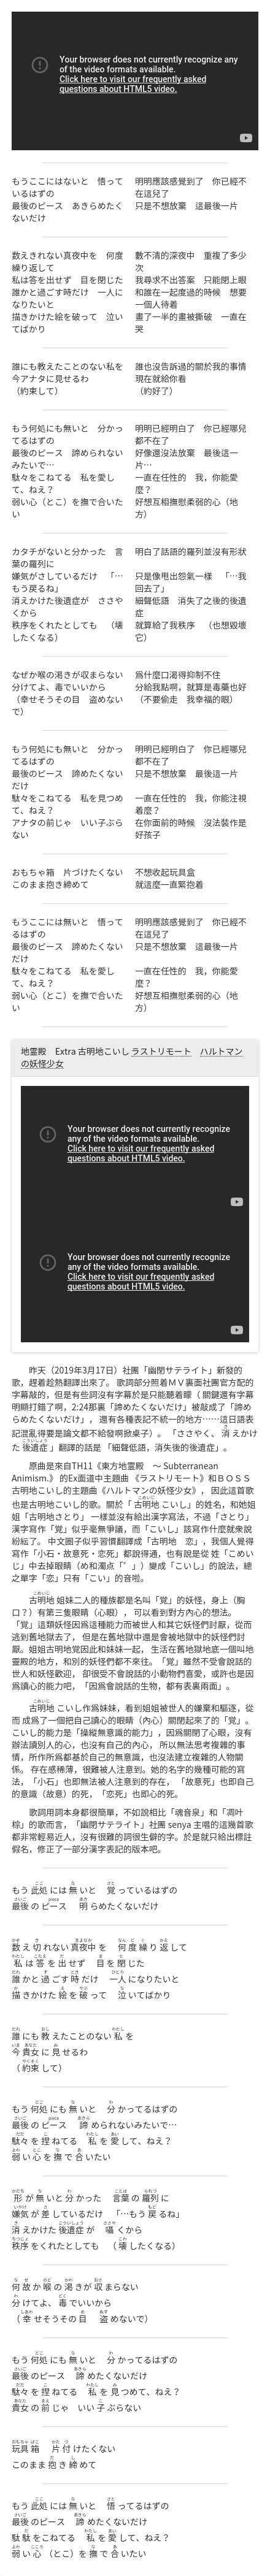 Your browser does not currently recognize any
of the video formats available.
Click here to visit our frequently asked
questions about HTML5 video.
もうここにはないと　悟って
いるはずの
最後のピース　あきらめたく
ないだけ
明明應該感覺到了　你已經不
在這兒了
只是不想放棄　這最後一片
数えきれない真夜中を　何度
繰り返して
私は答を出せず　目を閉じた
誰かと過ごす時だけ　一人に
なりたいと
描きかけた絵を破って　泣い
てばかり
數不清的深夜中　重複了多少
次
我尋求不出答案　只能閉上眼
和誰在一起度過的時候　想要
一個人待着
畫了一半的畫被撕破　一直在
哭
誰にも教えたことのない私を
今アナタに見せるわ
（約束して）
誰也沒告訴過的關於我的事情
現在就給你看
（約好了）
もう何処にも無いと　分かっ
てるはずの
最後のピース　諦められない
みたいで…
駄々をこねてる　私を愛し
て、ねえ？
弱い心（とこ）を撫で合いた
い
明明已經明白了　你已經哪兒
都不在了
好像還沒法放棄　最後這一
片…
一直在任性的　我，你能愛
麼？
好想互相撫慰柔弱的心（地
方）
カタチがないと分かった　言
葉の羅列に
嫌気がさしているだけ　「…
もう戻るね」
消えかけた後遺症が　ささや
くから
秩序をくれたとしても　（壊
したくなる）
明白了話語的羅列並沒有形狀
只是像甩出怨氣一樣　「…我
回去了」
細聲低語　消失了之後的後遺
症
就算給了我秩序　（也想毀壞
它）
なぜか喉の渇きが収まらない
分けてよ、毒でいいから
（幸せそうその目　盗めない
で）
爲什麼口渴得抑制不住
分給我點啊，就算是毒藥也好
（不要偷走　我幸福的眼）
もう何処にも無いと　分かっ
てるはずの
最後のピース　諦めたくない
だけ
駄々をこねてる　私を見つめ
て、ねえ？
アナタの前じゃ　いい子ぶら
ない
明明已經明白了　你已經哪兒
都不在了
只是不想放棄　最後這一片
一直在任性的　我，你能注視
着麼？
在你面前的時候　沒法裝作是
好孩子
おもちゃ箱　片づけたくない
このまま抱き締めて
不想收起玩具盒
就這麼一直緊抱着
もうここには無いと　悟って
るはずの
最後のピース　諦めたくない
だけ
駄々をこねてる　私を愛し
て、ねえ？
弱い心（とこ）を撫で合いた
い
明明應該感覺到了　你已經不
在這兒了
只是不想放棄　這最後一片
一直在任性的　我，你能愛
麼？
好想互相撫慰柔弱的心（地
方）
地霊殿　Extra 古明地こいし ラストリモート　ハルトマン
の妖怪少女
Your browser does not currently recognize any
of the video formats available.
Click here to visit our frequently asked
questions about HTML5 video.
Your browser does not currently recognize any
of the video formats available.
Click here to visit our frequently asked
questions about HTML5 video.
昨天（2019年3月17日）社團「幽閉サテライト」新發的
歌，趕着趁熱翻譯出來了。 歌詞部分照着ＭＶ裏面社團官方配的
字幕敲的，但是有些詞沒有字幕於是只能聽着矇（ 關鍵還有字幕
明顯打錯了啊，2:24那裏「諦めたくないだけ」被敲成了「諦め
らめたくないだけ」， 還有各種表記不統一的地方……這日語表
記混亂得要是論文都不給發啊掀桌子）。 「ささやく、 消えかけ
た 後遺症 」翻譯的話是 「細聲低語，消失後的後遺症」。
原曲是來自TH11《東方地霊殿　～ Subterranean
Animism.》 的Ex面道中主題曲 《ラストリモート》和ＢＯＳＳ
古明地こいし的主題曲《ハルトマンの妖怪少女》， 因此這首歌
也是古明地こいし的歌。關於「 古明地 こいし」的姓名，和她姐
姐「古明地さとり」 一樣並沒有給出漢字寫法，不過「さとり」
漢字寫作「覚」似乎毫無爭議，而「こいし」該寫作什麼就衆說
紛紜了。 中文圈子似乎習慣翻譯成「古明地　恋」，我個人覺得
寫作「小石・故意死・恋死」都說得通，也有說是從 姓「こめい
じ」中去掉眼睛（め和濁点「゛」）變成「こいし」的說法，總
之單字「恋」只有「こい」的音啦。
古明地 姐妹二人的種族都是名叫「覚」的妖怪，身上（胸
口？）有第三隻眼睛（心眼）， 可以看到對方內心的想法。
「覚」這類妖怪因爲這種能力而被世人和其它妖怪們討厭，從而
逃到舊地獄去了， 但是在舊地獄中還是會被地獄中的妖怪們討
厭。姐姐古明地覚因此和妹妹一起， 生活在舊地獄地底一個叫地
靈殿的地方，和別的妖怪們都不來往。 「覚」雖然不受會說話的
世人和妖怪歡迎， 卻很受不會說話的小動物們喜愛，或許也是因
爲讀心的能力吧，「因爲會說話的生物，都有表裏兩面」。
古明地 こいし作爲妹妹，看到姐姐被世人的嫌棄和驅逐，從
而 成爲了一個把自己讀心的眼睛（內心）關閉起來了的「覚」。
こいし的能力是「操縱無意識的能力」，因爲關閉了心眼，沒有
辦法讀別人的心，也沒有自己的內心， 所以無法思考複雜的事
情，所作所爲都基於自己的無意識，也沒法建立複雜的人物關
係。 存在感稀薄，很難被人注意到。她的名字的幾種可能的寫
法，「小石」也即無法被人注意到的存在， 「故意死」也即自己
的意識（故意）的死，「恋死」也即心的死。
歌詞用詞本身都很簡單，不如說相比「魂音泉」和「凋叶
棕」的歌而言，「幽閉サテライト」社團 senya 主唱的這幾首歌
都非常輕易近人，沒有很難的詞很生僻的字。於是就只給出標註
假名，修正了一部分漢字表記的版本吧。
もう 此処 には 無いと　覚っているはずの
最後 の ピース　 明らめたくないだけ
数え 切れない 真夜中 を　 何度繰り 返して
私 は 答 を 出せず　 目 を 閉じた
誰 かと 過ごす 時だけ　 一人 になりたいと
描 きかけた 絵 を 破って　 泣いてばかり
誰 にも 教えたことのない 私 を
今 貴女 に 見せるわ
（ 約束 して）
もう 何処 にも 無いと　 分かってるはずの
最後 の ピース　 諦められないみたいで…
駄々 を 捏ねてる　 私 を 愛して、ねえ？
弱い 心 を 撫で 合いたい
形 が 無いと 分かった　 言葉 の 羅列 に
嫌気 が 差しているだけ　「…もう 戻るね」
消えかけた 後遺症 が　 囁くから
秩序 をくれたとしても　（ 壊したくなる）
何故 か 喉 の 渇きが 収まらない
分けてよ、 毒でいいから
（ 幸せそうその 目　 盗めないで）
もう 何処 にも 無いと　 分かってるはずの
最後 のピース　 諦めたくないだけ
駄々 を 捏ねてる　 私 を 見つめて、ねえ？
貴女 の 前じゃ　いい 子ぶらない
玩具 箱　 片 付けたくない
このまま 抱き 締めて
もう 此処 には 無いと　 悟ってるはずの
最後 のピース　 諦めたくないだけ
駄 駄 をこねてる　 私 を 愛して、ねえ？
弱い 心 （とこ）を 撫で 合いたい